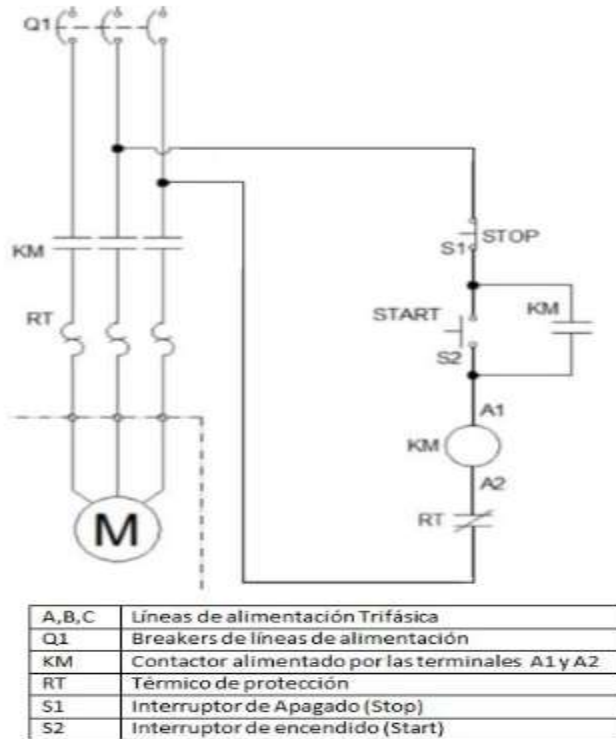 Q1
STOP
S1
KM
START
KM
RT
S2
A1
KM
A2
RT
M
A,B,C Líneas de alimentación Trifásica
Q1 Breakers de líneas de alimentación
KM Contactor alimentado por las terminales A1 y A2
RT Térmico de protección
S1 Interruptor de Apagado (Stop)
S2 Interruptor de encendido (Start)